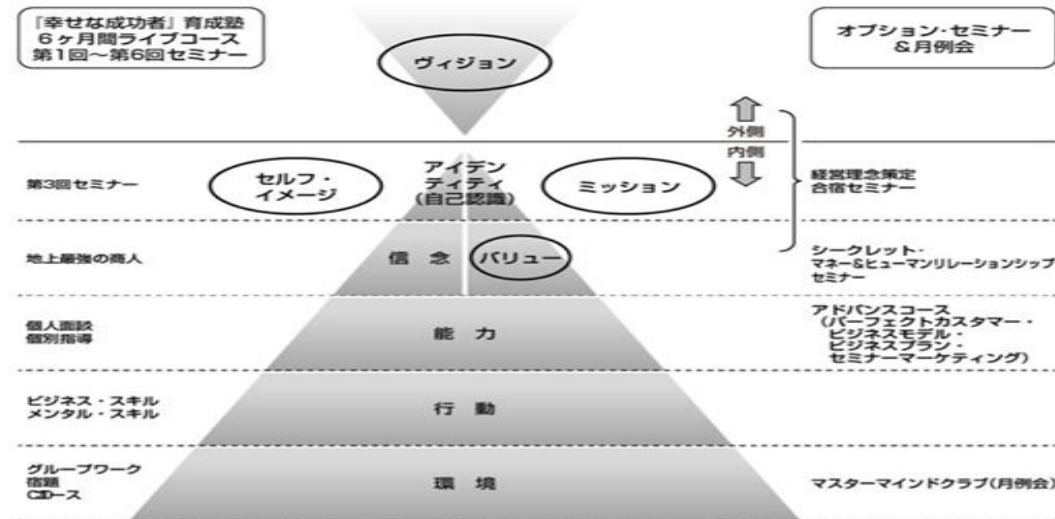 「幸せな成功者」育成塾
6ヶ月間ライブコース
第1回～第6回セミナー
ヴィジョン
オプション・セミナー
&月例会
外側
内側
第3回セミナー
セルフ・
イメージ
アイデン
ティティ
(自己認識)
ミッション
経営理念策定
合宿セミナー
地上最強の商人
信念
バリュー
シークレット・
マネー&ヒューマンリレーションシップ
セミナー
個人面談
個別指導
能力
アドバンスコース
(パーフェクトカスタマー・
ビジネスモデル・
ビジネスプラン・
セミナーマーケティング)
ビジネス・スキル
メンタル・スキル
行動
グループワーク
宿題
環境
マスターマインドクラブ(月例会)